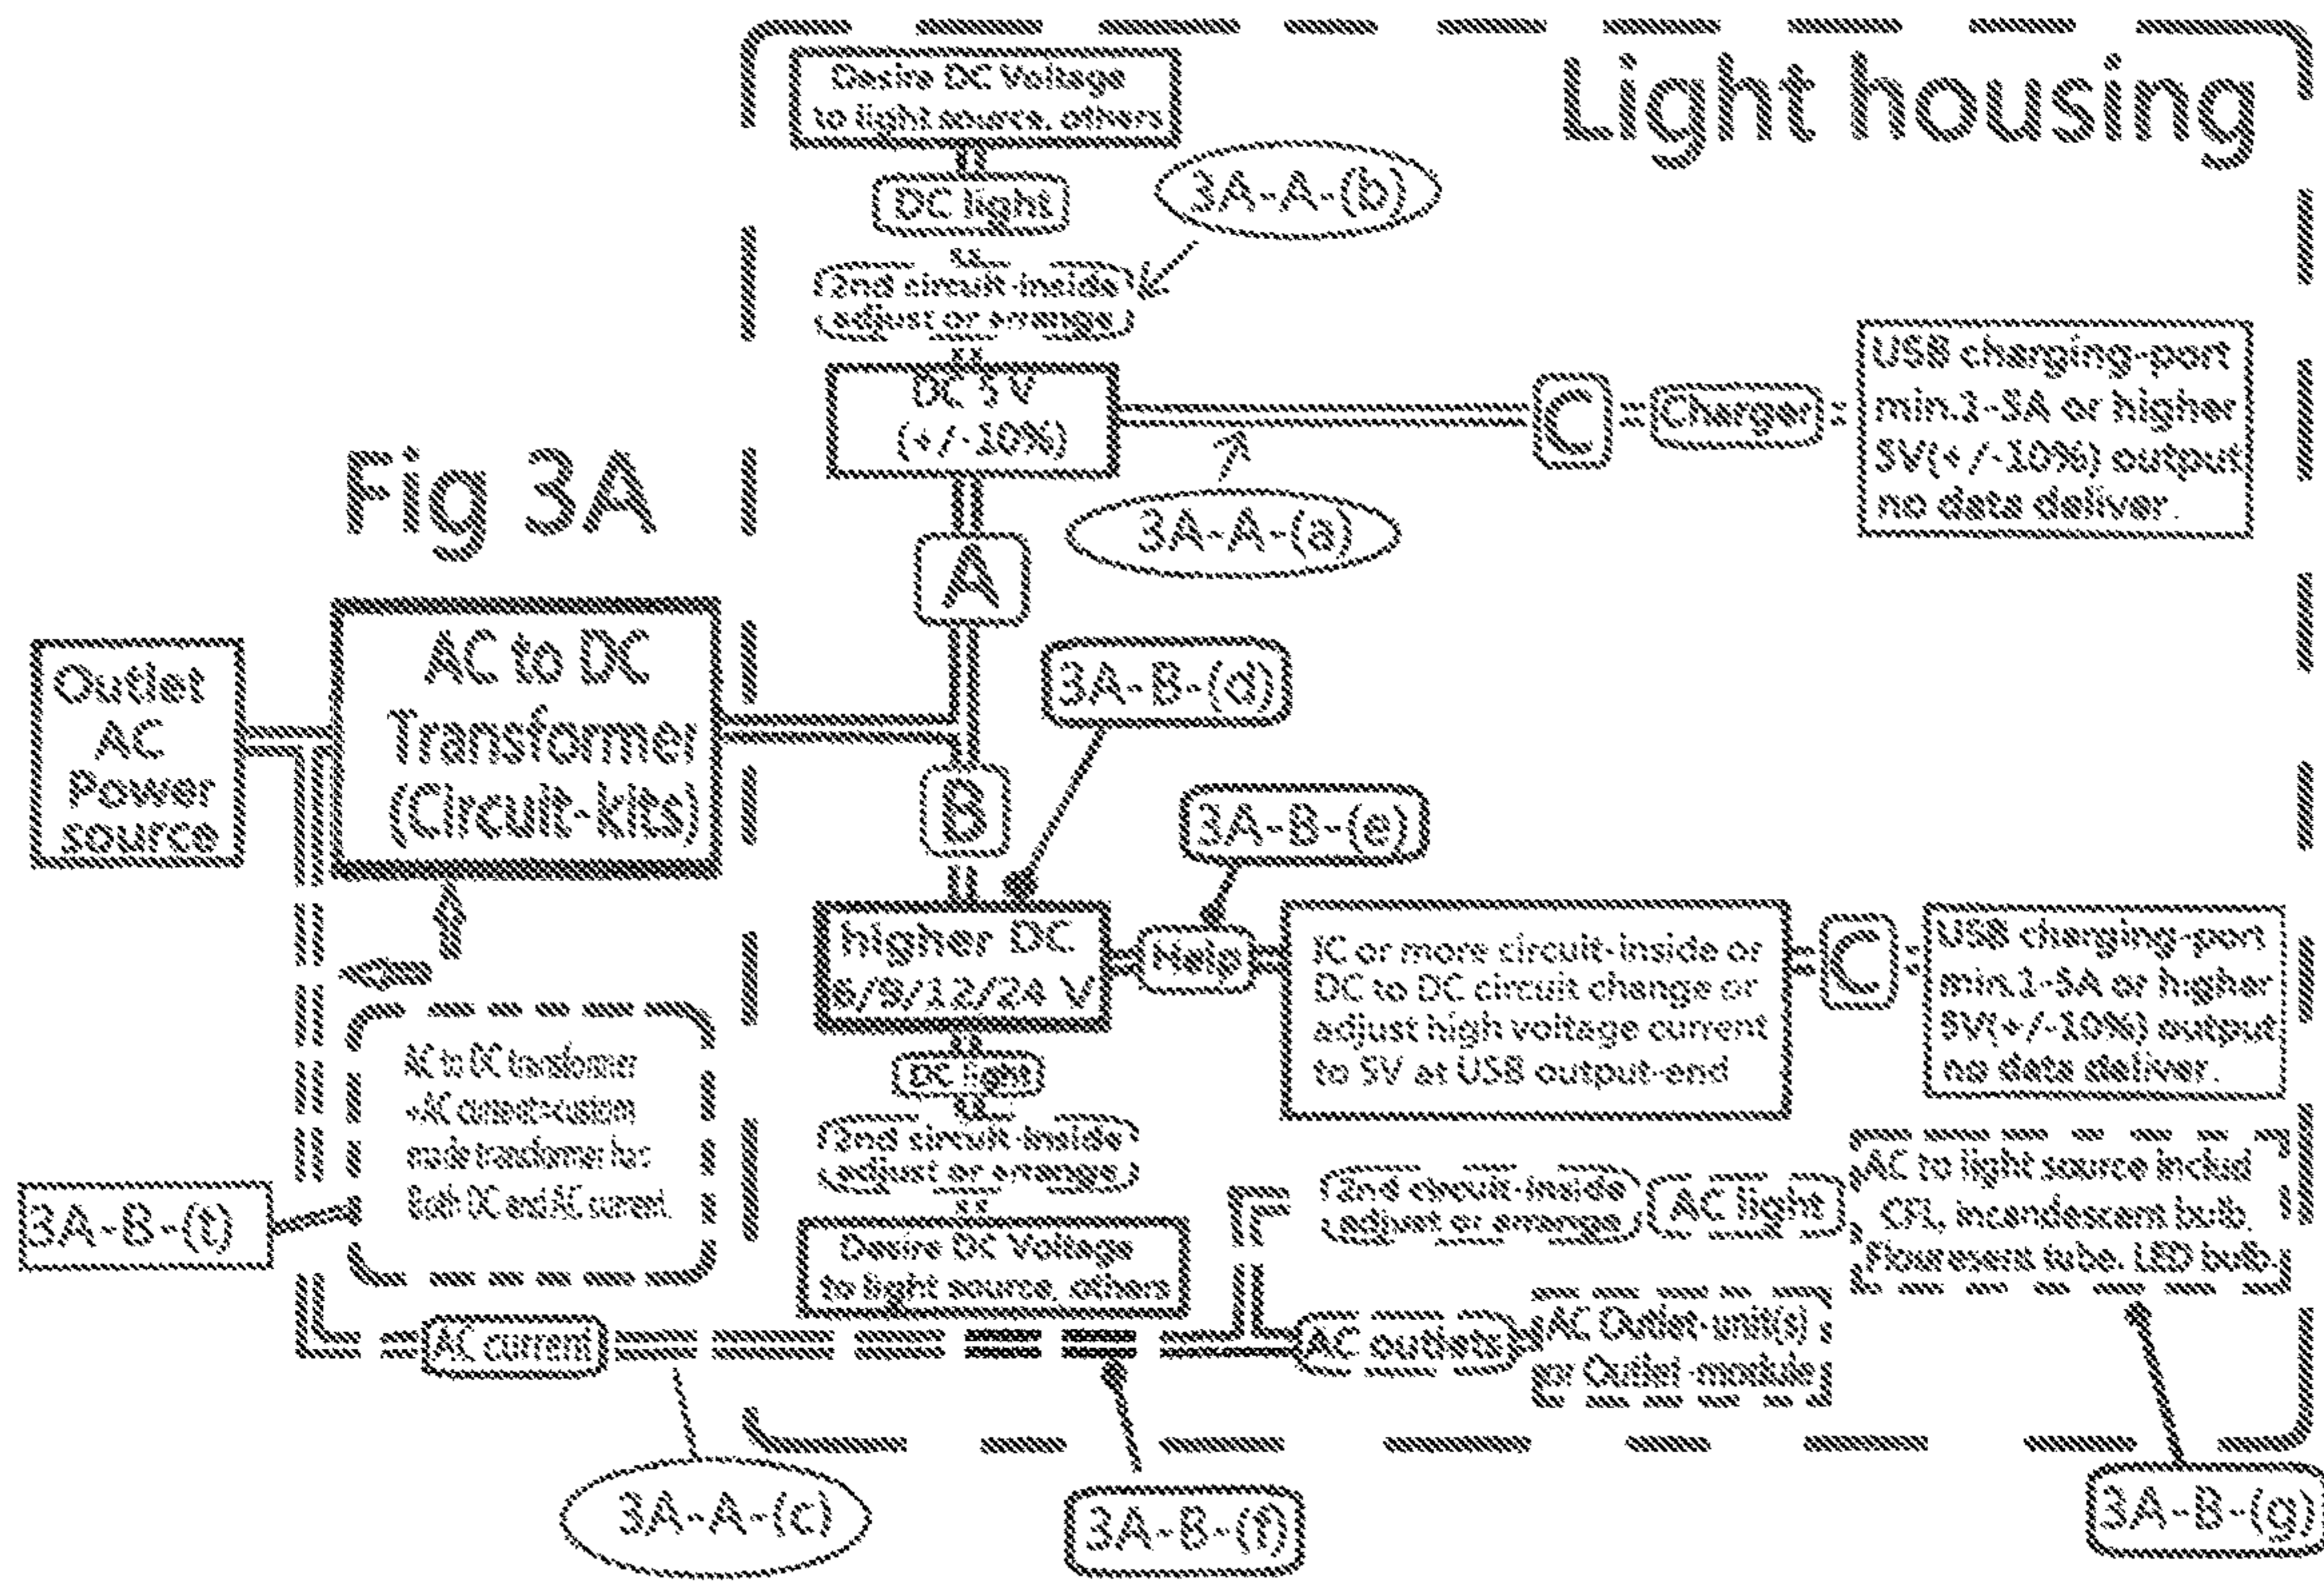 Light housing
Desire DC Voltage
to light source, others
DC light
3A-A-(b)
2nd circuit-inside
adjust or arrange
DC 5V
(+/-10%)
C
Charger
USB charging-port
min.1-5A or higher
5V(+/-10%) output
no data deliver.
3A-A-(a)
Fig 3A
A
Outlet
AC
Power
source
AC to DC
Transformer
(Circuit-kits)
3A-B-(d)
B
3A-B-(e)
higher DC
6/9/12/24 V
Help
IC or more circuit-inside or
DC to DC circuit change or
adjust high voltage current
to 5V at USB output-end
C
USB charging-port
min.1-5A or higher
5V(+/-10%) output
no data deliver.
AC to DC transformer
+AC current=custom
made transformer has
Both DC and AC current.
3A-B-(t)
DC light
2nd circuit-inside
adjust or arrange
Desire DC Voltage
to light source, others
2nd circuit-inside
adjust or arrange
AC light
AC to light source includ
CFL, incandescent bulb.
Flouresent tube. LED bulb.
AC current
AC outlets
AC Outlet-unit(s)
or Outlet-module
3A-A-(c)
3A-B-(f)
3A-B-(g)